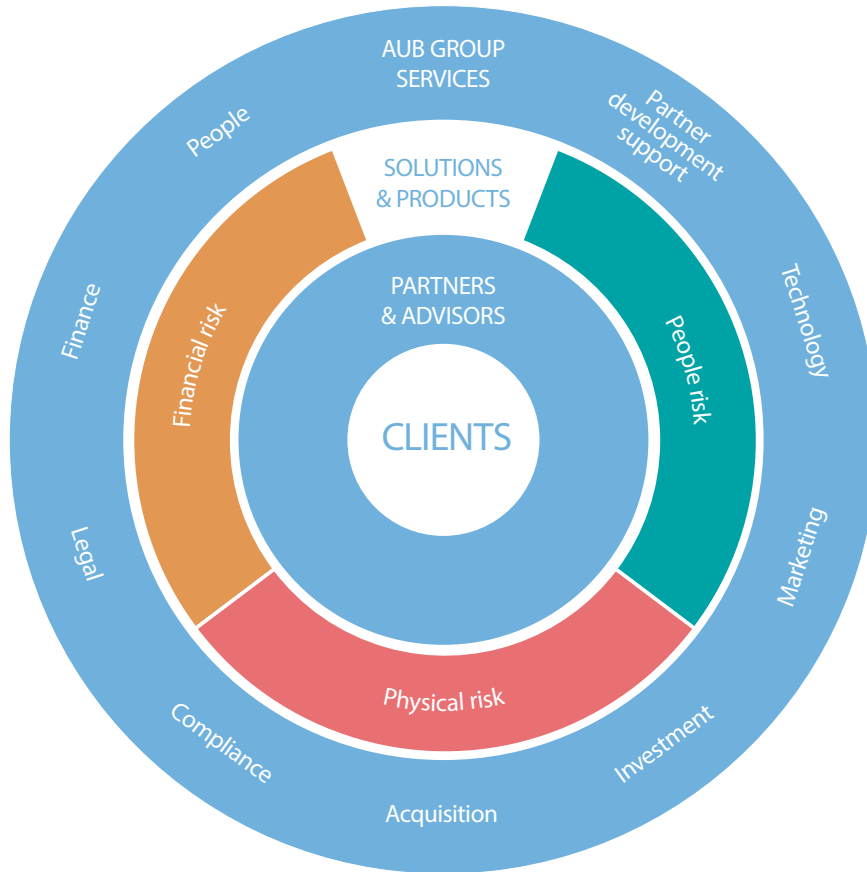 AUB GROUP
SERVICES
Partner
development
support
Technology
Marketing
Investment
Acquisition
Compliance
Legal
Finance
People
SOLUTIONS
& PRODUCTS
People risk
Physical risk
Financial risk
PARTNERS
& ADVISORS
CLIENTS